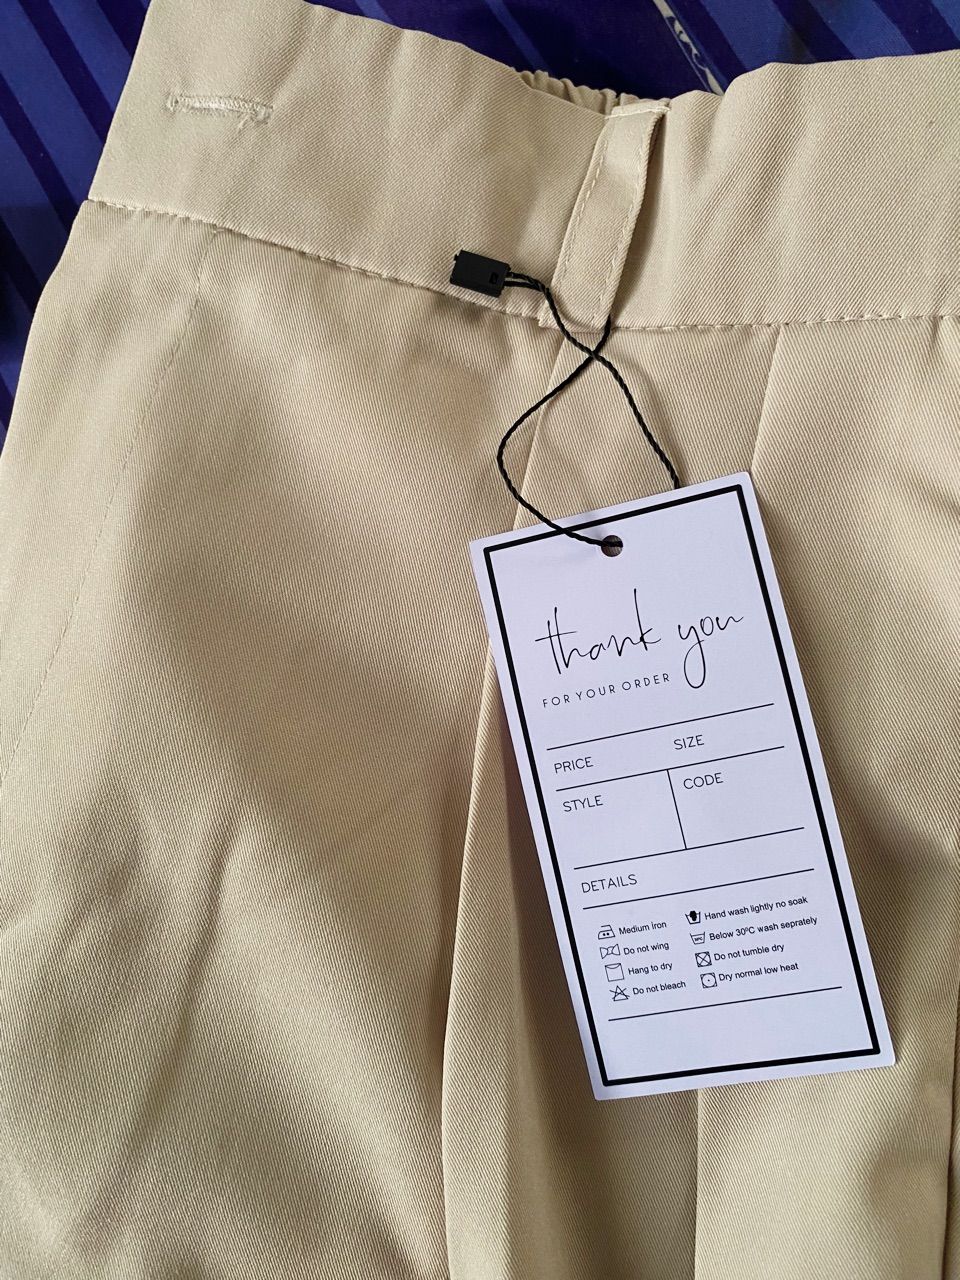 thank you
FOR YOUR ORDER
PRICE SIZE
STYLE CODE
DETAILS
Medium Iron Hand wash lightly no soak
Do not wing Below 30ºC wash seprately
Hang to dry Do not tumble dry
Do not bleach Dry normal low heat